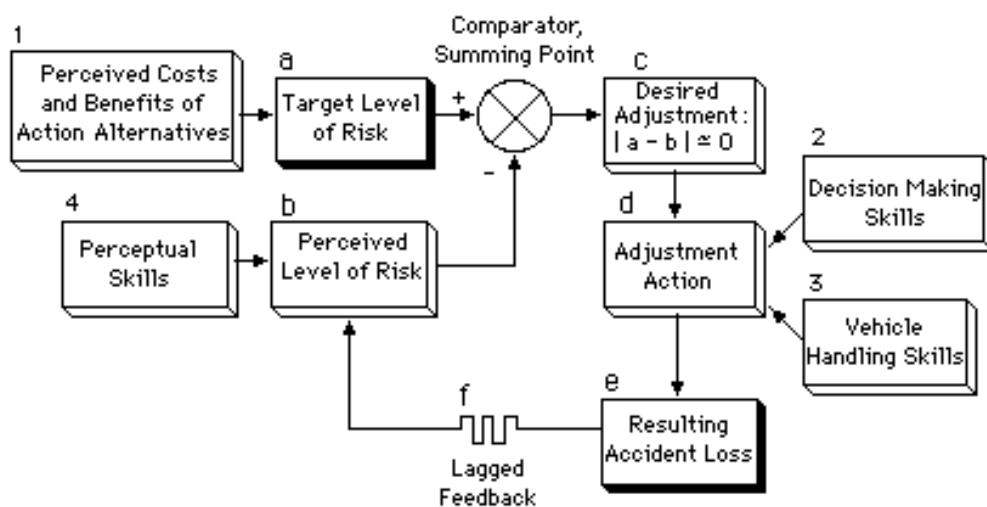 1
Perceived Costs
and Benefits of
Action Alternatives
a
Target Level
of Risk
+
Comparator,
Summing Point
-
C
Desired
Adjustment:
| a - b | ≃ 0
2
Decision Making
Skills
4
Perceptual
Skills
b
Perceived
Level of Risk
d
Adjustment
Action
3
Vehicle
Handling Skills
f
Lagged
Feedback
e
Resulting
Accident Loss